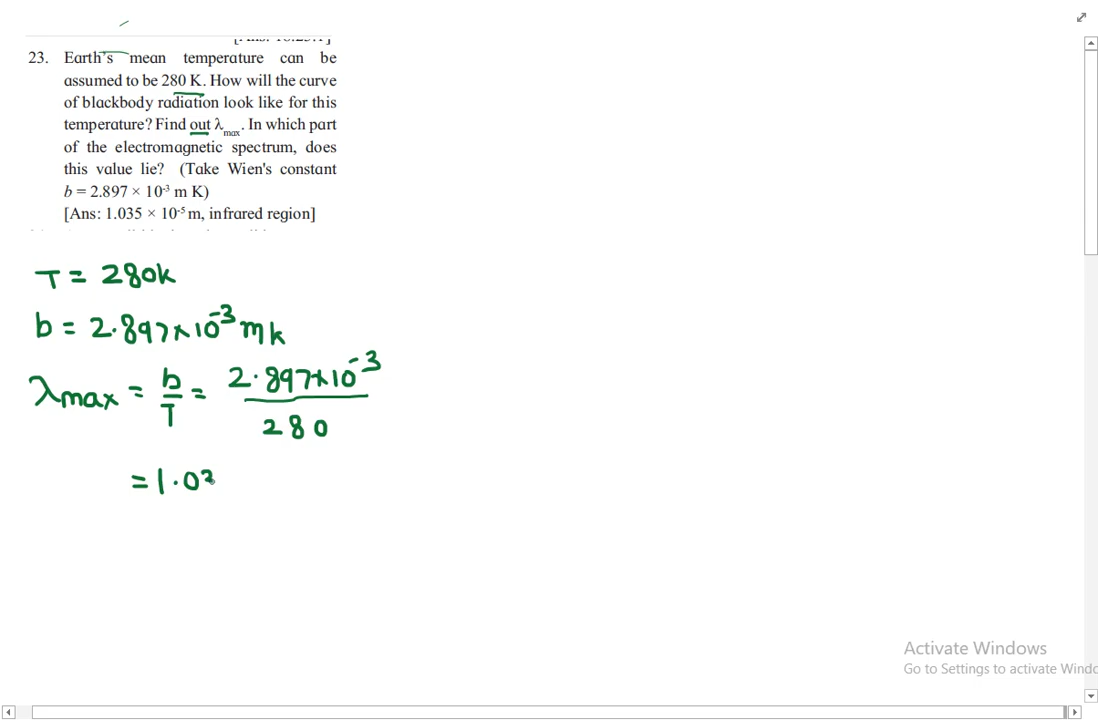 23. Earth's mean temperature can be
assumed to be 280 K. How will the curve
of blackbody radiation look like for this
temperature? Find out λmax. In which part
of the electromagnetic spectrum, does
this value lie? (Take Wien's constant
b = 2.897 × 10⁻³ m K)
[Ans: 1.035 × 10⁻⁵ m, infrared region]
T = 280k
b = 2.897×10⁻³ mk
λmax = b/T = 2.897×10⁻³/280
= 1.03
Activate Windows
Go to Settings to activate Windo